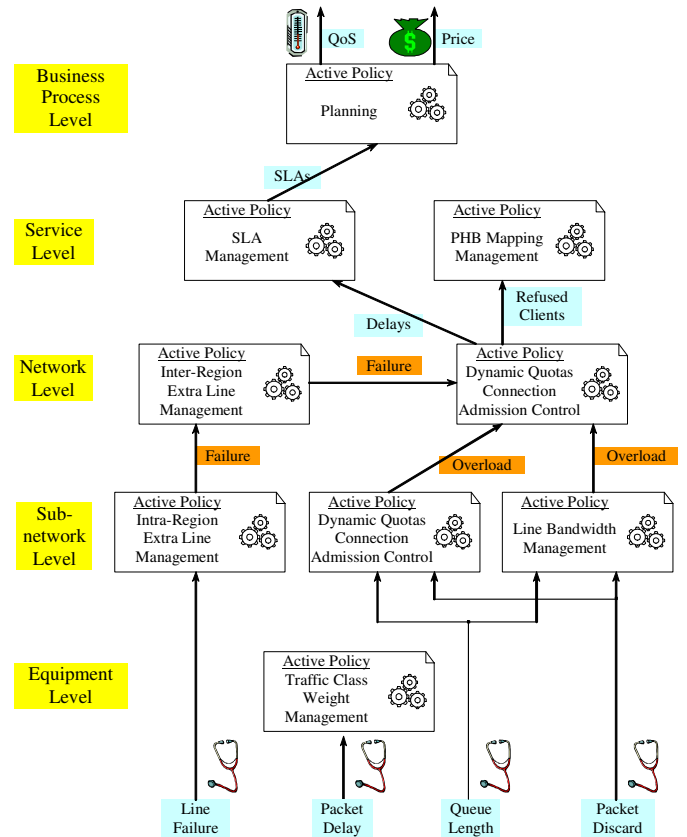 QoS
Price
Business
Process
Level
Active Policy
Planning
SLAs
Service
Level
Active Policy
SLA
Management
Active Policy
PHB Mapping
Management
Delays
Refused
Clients
Network
Level
Active Policy
Inter-Region
Extra Line
Management
Failure
Active Policy
Dynamic Quotas
Connection
Admission Control
Failure
Overload
Overload
Sub-
network
Level
Active Policy
Intra-Region
Extra Line
Management
Active Policy
Dynamic Quotas
Connection
Admission Control
Active Policy
Line Bandwidth
Management
Equipment
Level
Active Policy
Traffic Class
Weight
Management
Line
Failure
Packet
Delay
Queue
Length
Packet
Discard